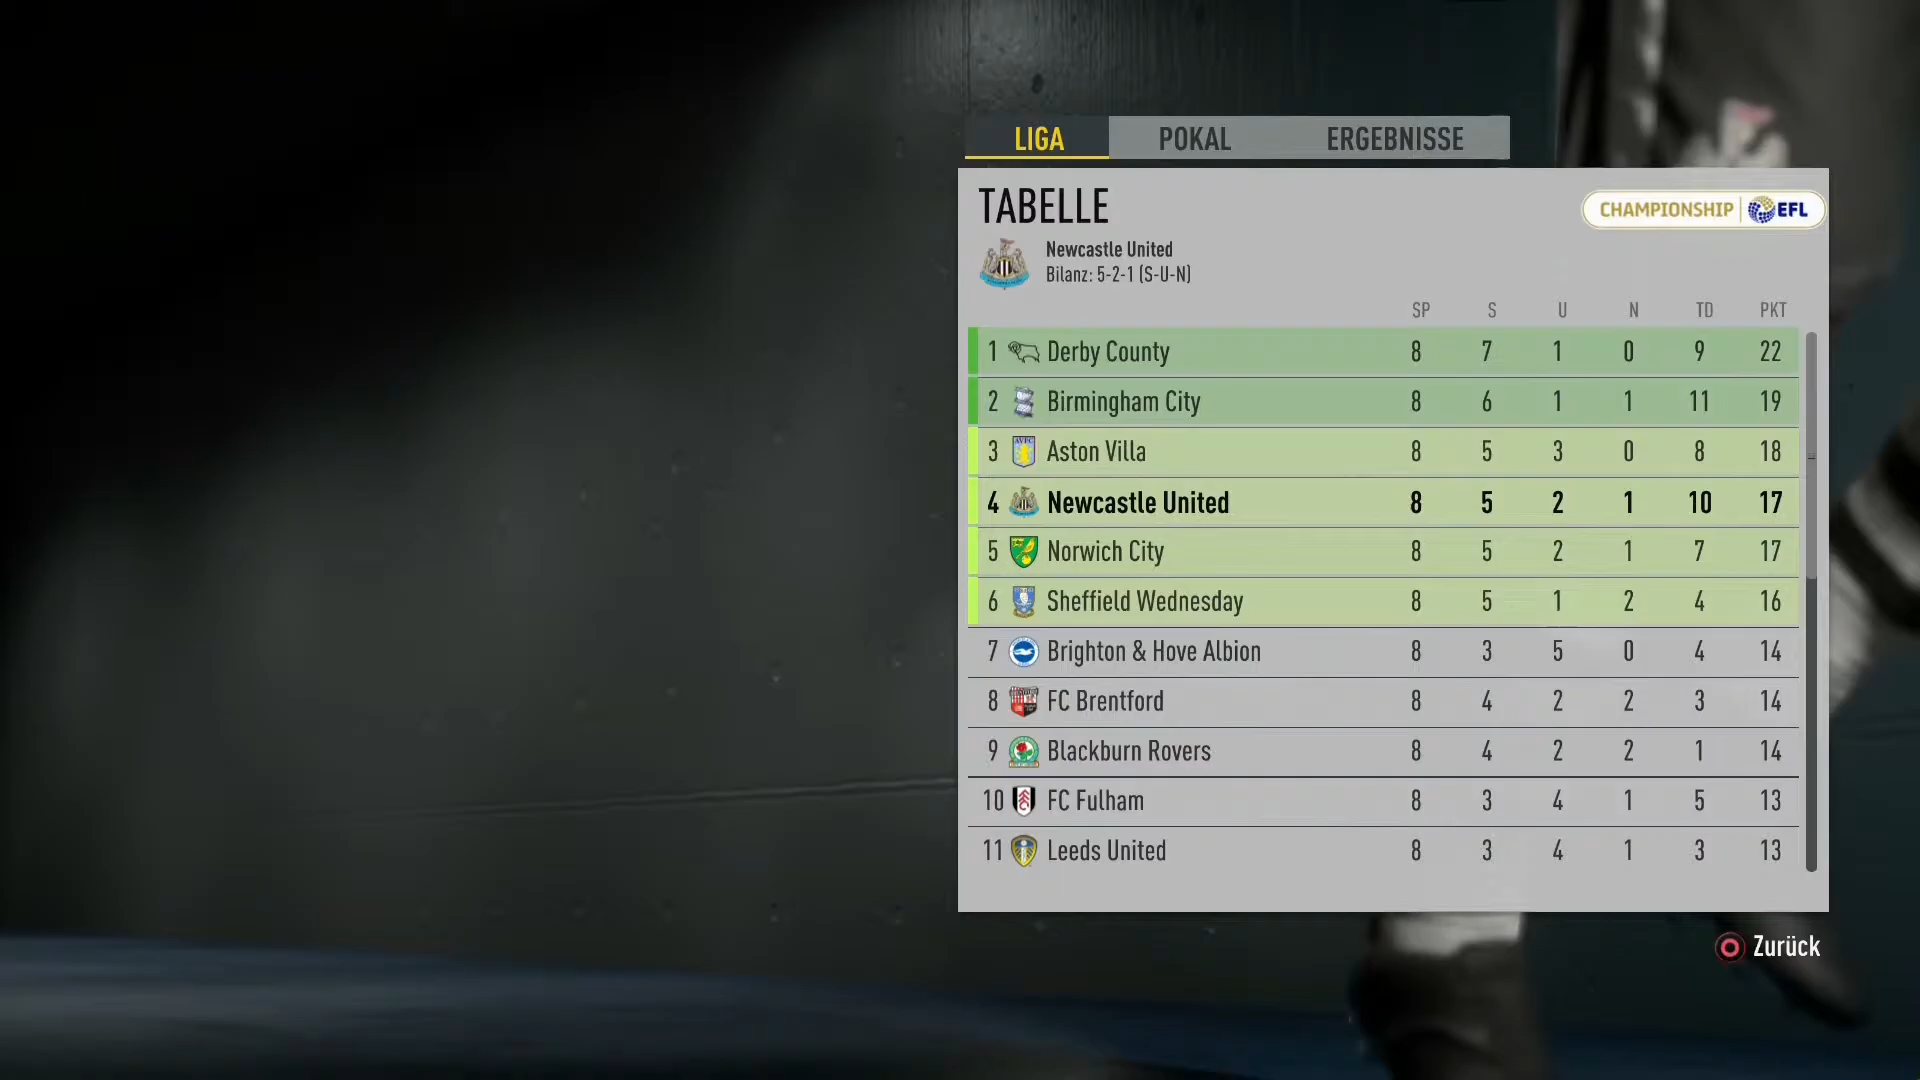 LIGA POKAL ERGEBNISSE
TABELLE
CHAMPIONSHIP EFL
Newcastle United
Bilanz: 5-2-1 (S-U-N)
SP S U N TD PKT
1 Derby County 8 7 1 0 9 22
2 Birmingham City 8 6 1 1 11 19
3 Aston Villa 8 5 3 0 8 18
4 Newcastle United 8 5 2 1 10 17
5 Norwich City 8 5 2 1 7 17
6 Sheffield Wednesday 8 5 1 2 4 16
7 Brighton & Hove Albion 8 3 5 0 4 14
8 FC Brentford 8 4 2 2 3 14
9 Blackburn Rovers 8 4 2 2 1 14
10 FC Fulham 8 3 4 1 5 13
11 Leeds United 8 3 4 1 3 13
Zurück